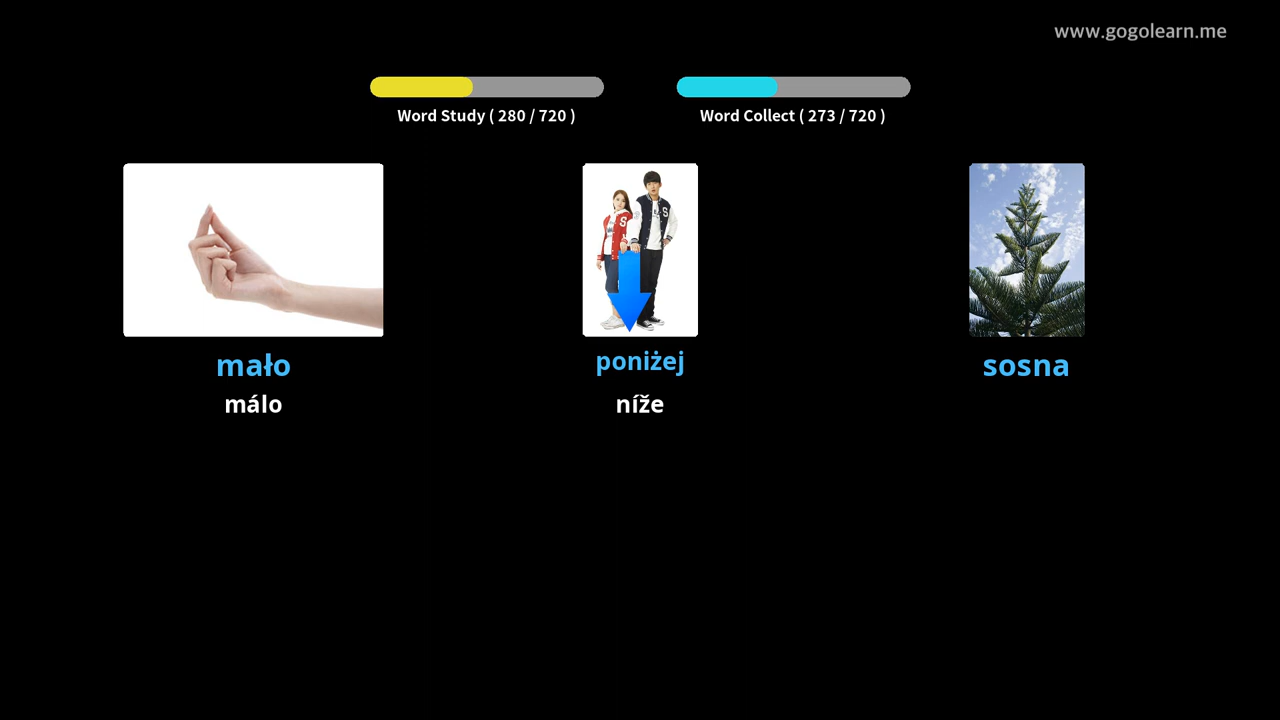 www.gogolearn.me
Word Study ( 280 / 720 )
Word Collect ( 273 / 720 )
mało
poniżej
sosna
málo
níže